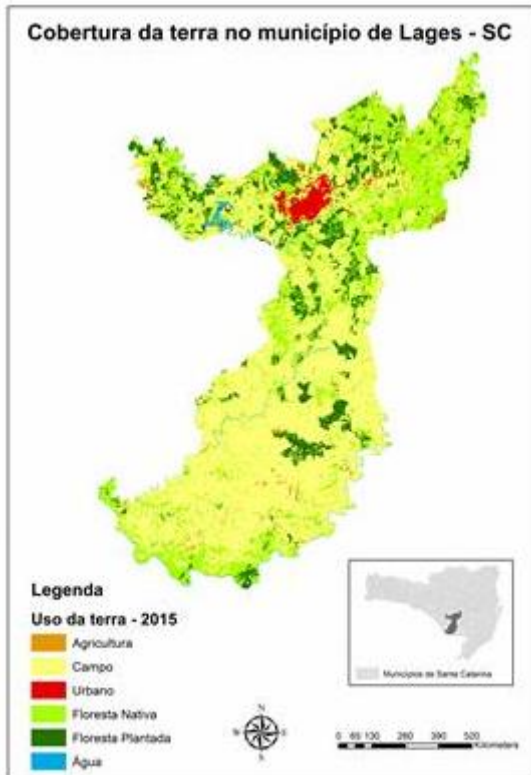 Cobertura da terra no município de Lages - SC
Legenda
Uso da terra - 2015
Agricultura
Campo
Urbano
Floresta Nativa
Floresta Plantada
Água
Municípios de Santa Catarina
N
W
E
S
0 65 130 260 390 520
Kilometers